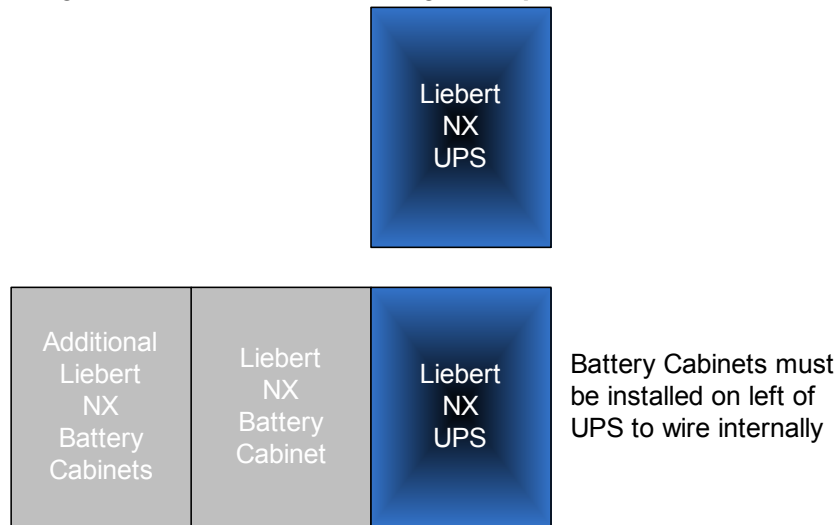 Liebert
NX
UPS
Additional
Liebert
NX
Battery
Cabinets
Liebert
NX
Battery
Cabinet
Liebert
NX
UPS
Battery Cabinets must
be installed on left of
UPS to wire internally